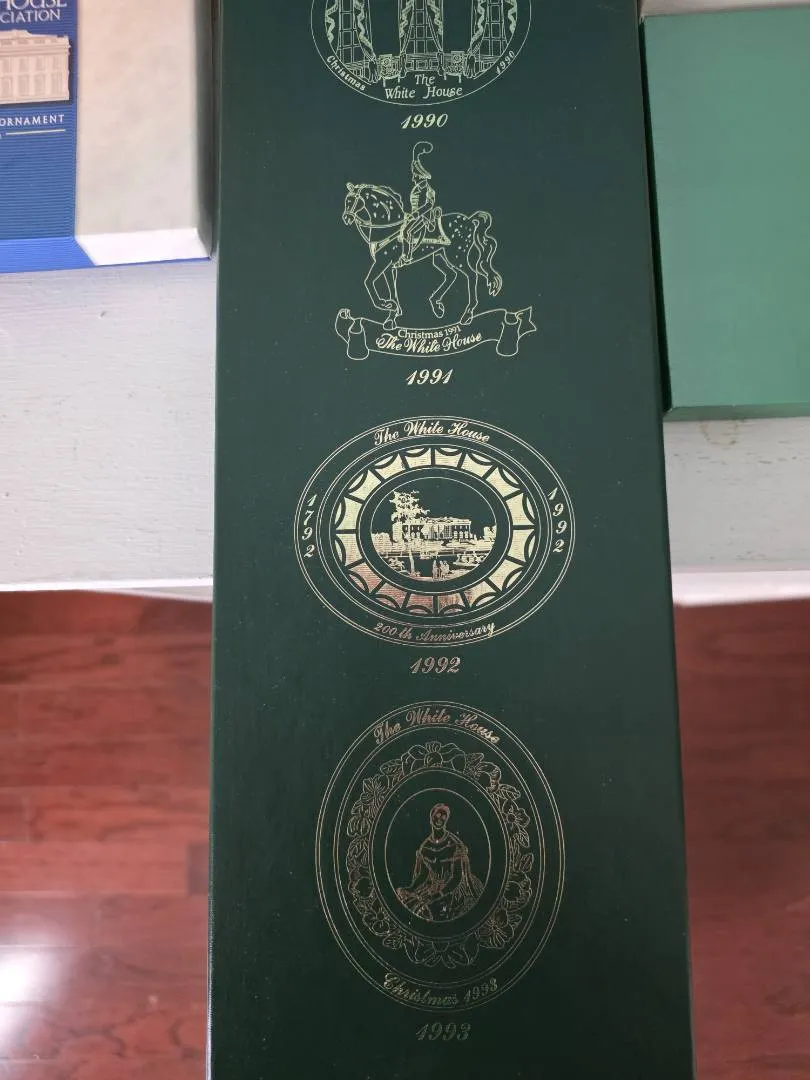 CIATION
ORNAMENT
Christmas 1990
The
White House
1990
Christmas 1991
The White House
1991
The White House
1792
1992
200th Anniversary
1992
The White House
Christmas 1993
1993